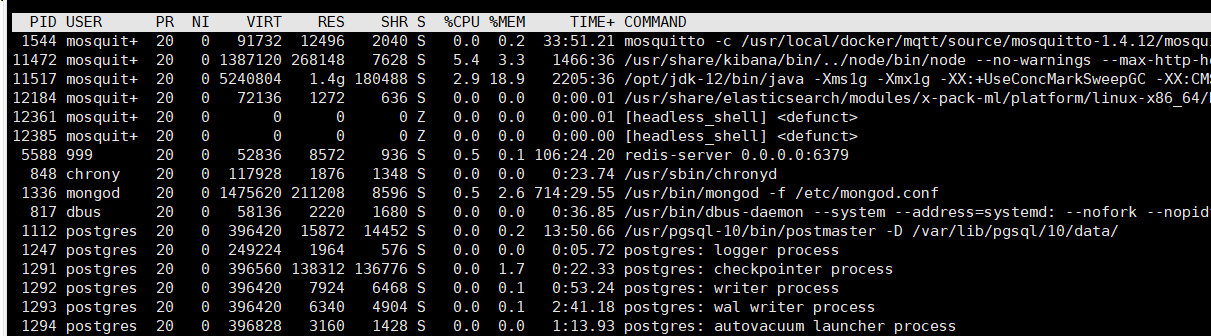 PID USER PR NI VIRT RES SHR S %CPU %MEM TIME+ COMMAND
1544 mosquit+ 20 0 91732 12496 2040 S 0.0 0.2 33:51.21 mosquitto -c /usr/local/docker/mqtt/source/mosquitto-1.4.12/mosqui
11472 mosquit+ 20 0 1387120 268148 7628 S 5.4 3.3 1466:36 /usr/share/kibana/bin/../node/bin/node --no-warnings --max-http-he
11517 mosquit+ 20 0 5240804 1.4g 180488 S 2.9 18.9 2205:36 /opt/jdk-12/bin/java -Xms1g -Xmx1g -XX:+UseConcMarkSweepGC -XX:CMS
12184 mosquit+ 20 0 72136 1272 636 S 0.0 0.0 0:00.01 /usr/share/elasticsearch/modules/x-pack-ml/platform/linux-x86_64/
12361 mosquit+ 20 0 0 0 0 Z 0.0 0.0 0:00.01 [headless_shell] <defunct>
12385 mosquit+ 20 0 0 0 0 Z 0.0 0.0 0:00.00 [headless_shell] <defunct>
5588 999 20 0 52836 8572 936 S 0.5 0.1 106:24.20 redis-server 0.0.0.0:6379
848 chrony 20 0 117928 1876 1348 S 0.0 0.0 0:23.74 /usr/sbin/chronyd
1336 mongod 20 0 1475620 211208 8596 S 0.5 2.6 714:29.55 /usr/bin/mongod -f /etc/mongod.conf
817 dbus 20 0 58136 2220 1680 S 0.0 0.0 0:36.85 /usr/bin/dbus-daemon --system --address=systemd: --nofork --nopid
1112 postgres 20 0 396420 15872 14452 S 0.0 0.2 13:50.66 /usr/pgsql-10/bin/postmaster -D /var/lib/pgsql/10/data/
1247 postgres 20 0 249224 1964 576 S 0.0 0.0 0:05.72 postgres: logger process
1291 postgres 20 0 396560 138312 136776 S 0.0 1.7 0:22.33 postgres: checkpointer process
1292 postgres 20 0 396420 7924 6468 S 0.0 0.1 0:53.24 postgres: writer process
1293 postgres 20 0 396420 6340 4904 S 0.0 0.1 2:41.18 postgres: wal writer process
1294 postgres 20 0 396828 3160 1428 S 0.0 0.0 1:13.93 postgres: autovacuum launcher process